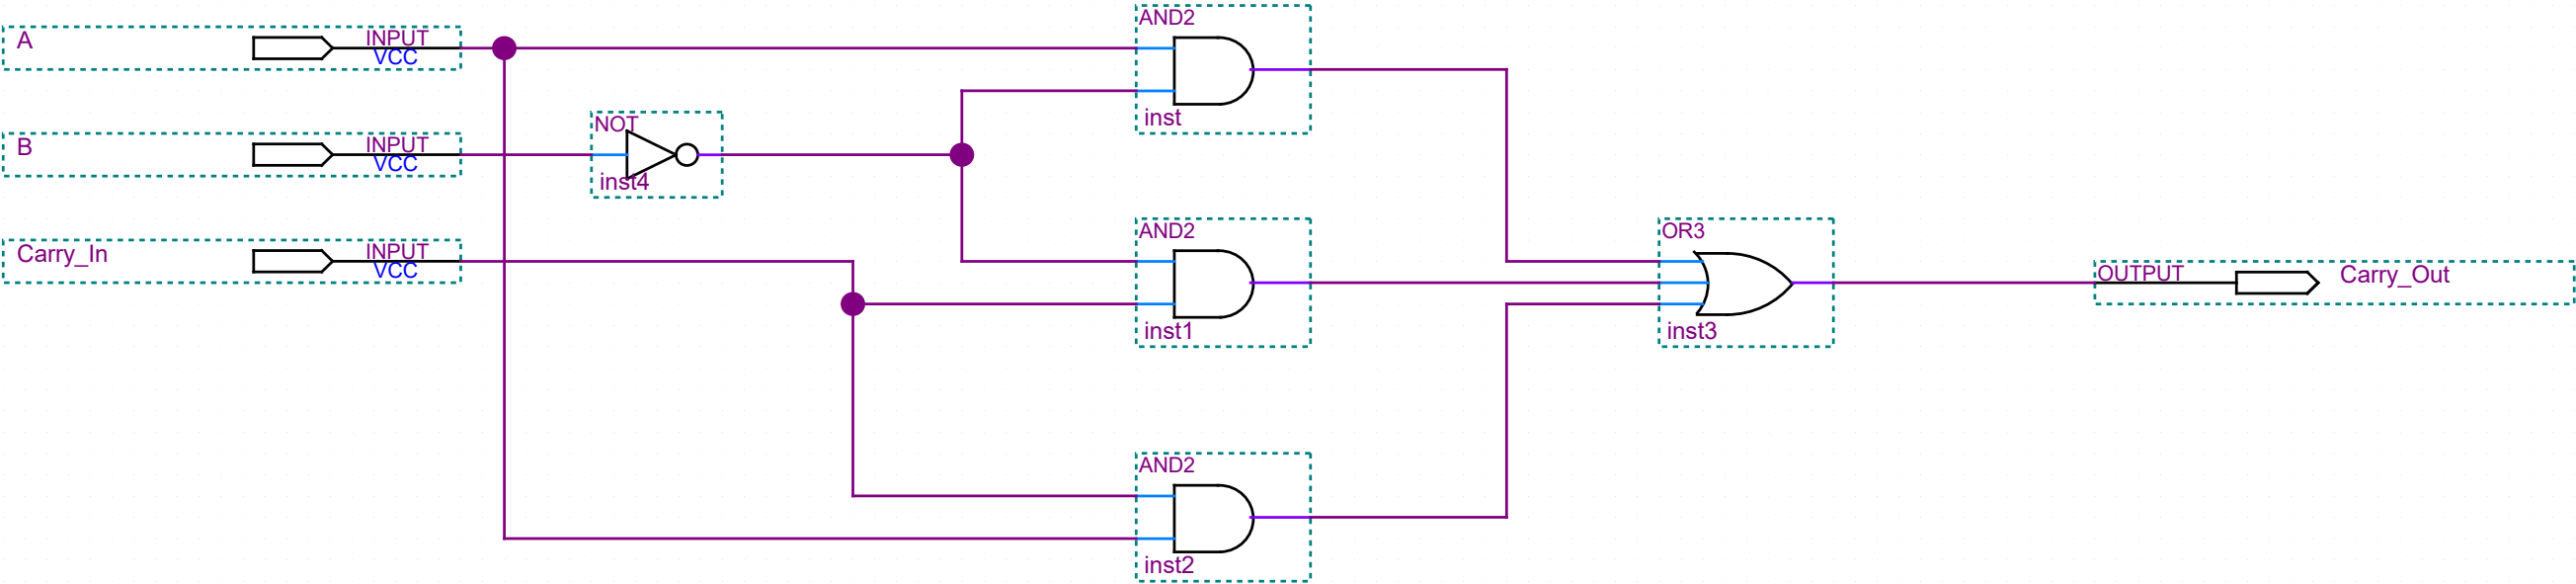 A
INPUT
VCC
B
INPUT
VCC
Carry_In
INPUT
VCC
NOT
inst4
AND2
inst
AND2
inst1
AND2
inst2
OR3
inst3
OUTPUT
Carry_Out